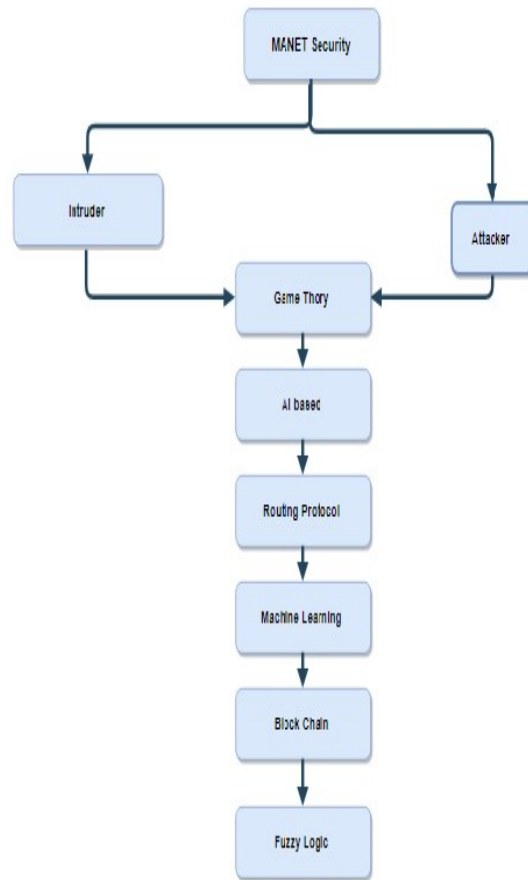 MANET Security
Intruder
Attacker
Game Thory
AI based
Routing Protocol
Machine Learning
Block Chain
Fuzzy Logic